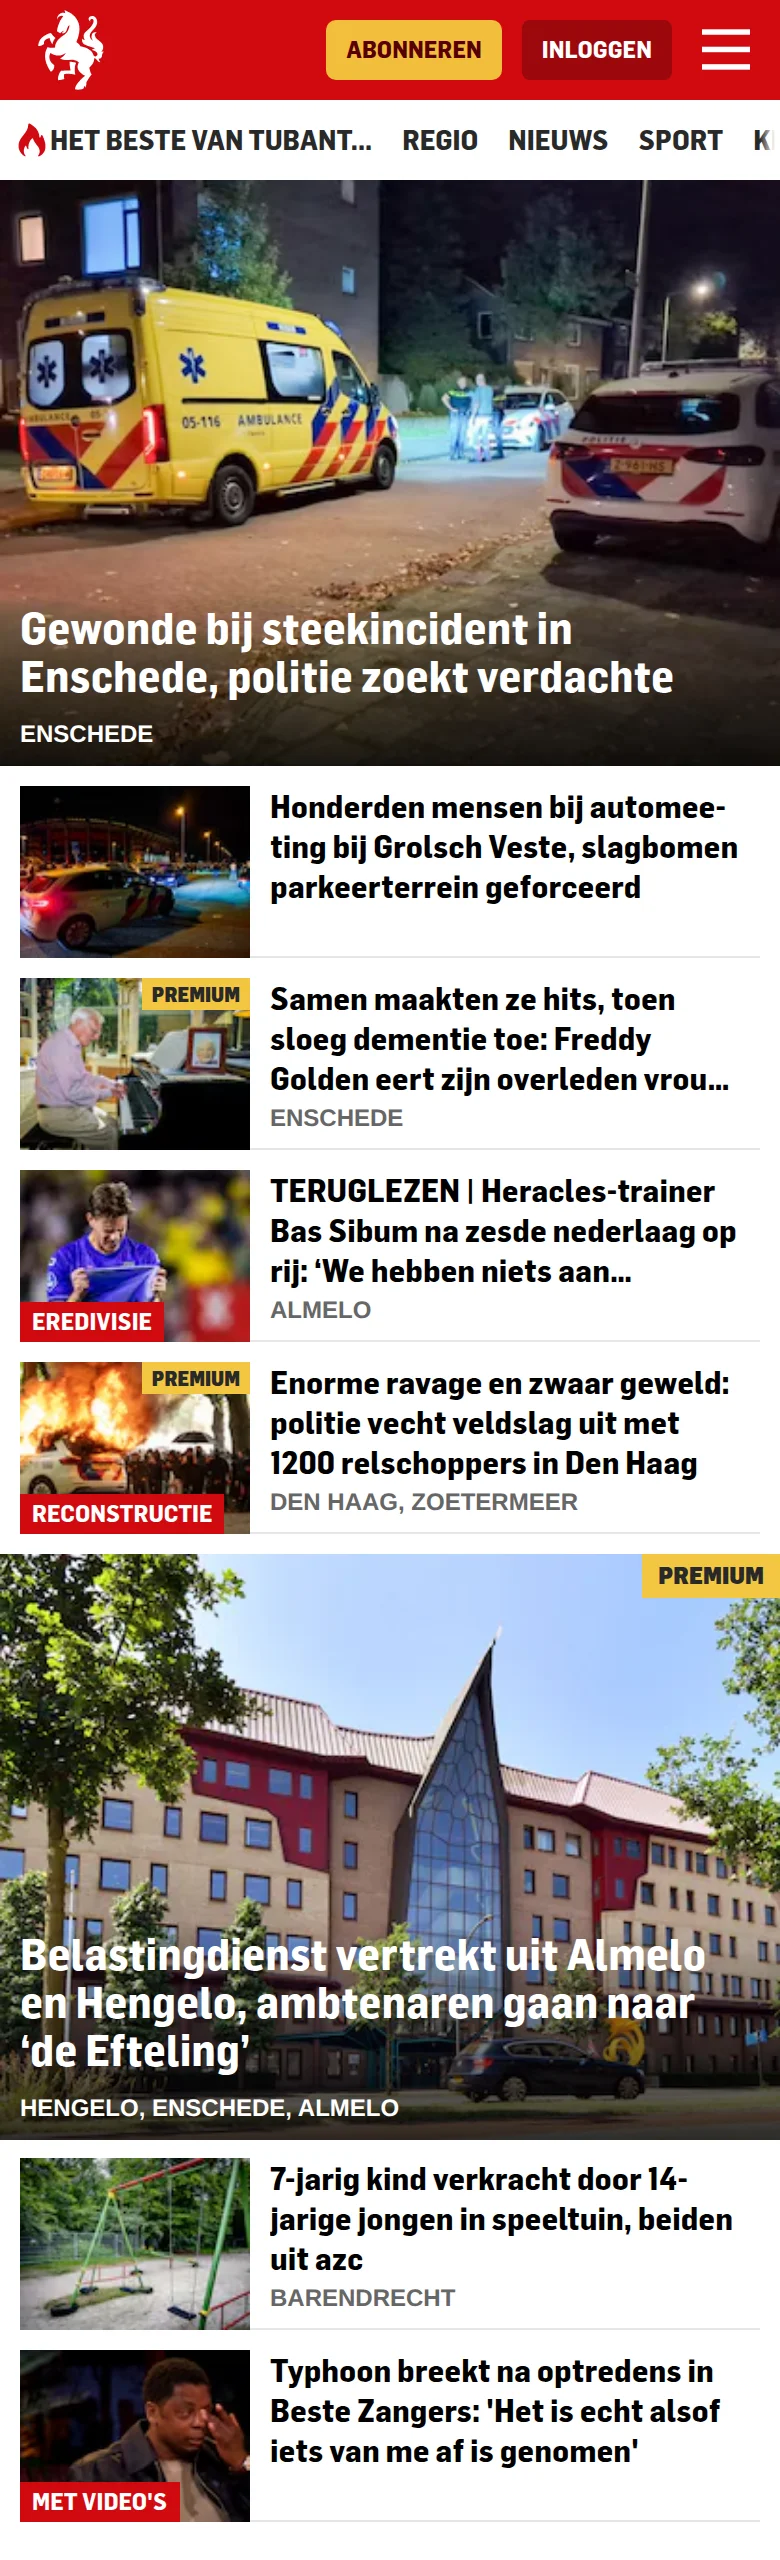 ABONNEREN
INLOGGEN
HET BESTE VAN TUBANT...
REGIO
NIEUWS
SPORT
05-116 AMBULANCE
POLITIE
Gewonde bij steekincident in
Enschede, politie zoekt verdachte
ENSCHEDE
Honderden mensen bij automee-
ting bij Grolsch Veste, slagbomen
parkeerterrein geforceerd
PREMIUM
Samen maakten ze hits, toen
sloeg dementie toe: Freddy
Golden eert zijn overleden vrou...
ENSCHEDE
EREDIVISIE
TERUGLEZEN | Heracles-trainer
Bas Sibum na zesde nederlaag op
rij: ‘We hebben niets aan...
ALMELO
PREMIUM
RECONSTRUCTIE
Enorme ravage en zwaar geweld:
politie vecht veldslag uit met
1200 relschoppers in Den Haag
DEN HAAG, ZOETERMEER
PREMIUM
Belastingdienst vertrekt uit Almelo
en Hengelo, ambtenaren gaan naar
‘de Efteling’
HENGELO, ENSCHEDE, ALMELO
7-jarig kind verkracht door 14-
jarige jongen in speeltuin, beiden
uit azc
BARENDRECHT
MET VIDEO'S
Typhoon breekt na optredens in
Beste Zangers: 'Het is echt alsof
iets van me af is genomen'